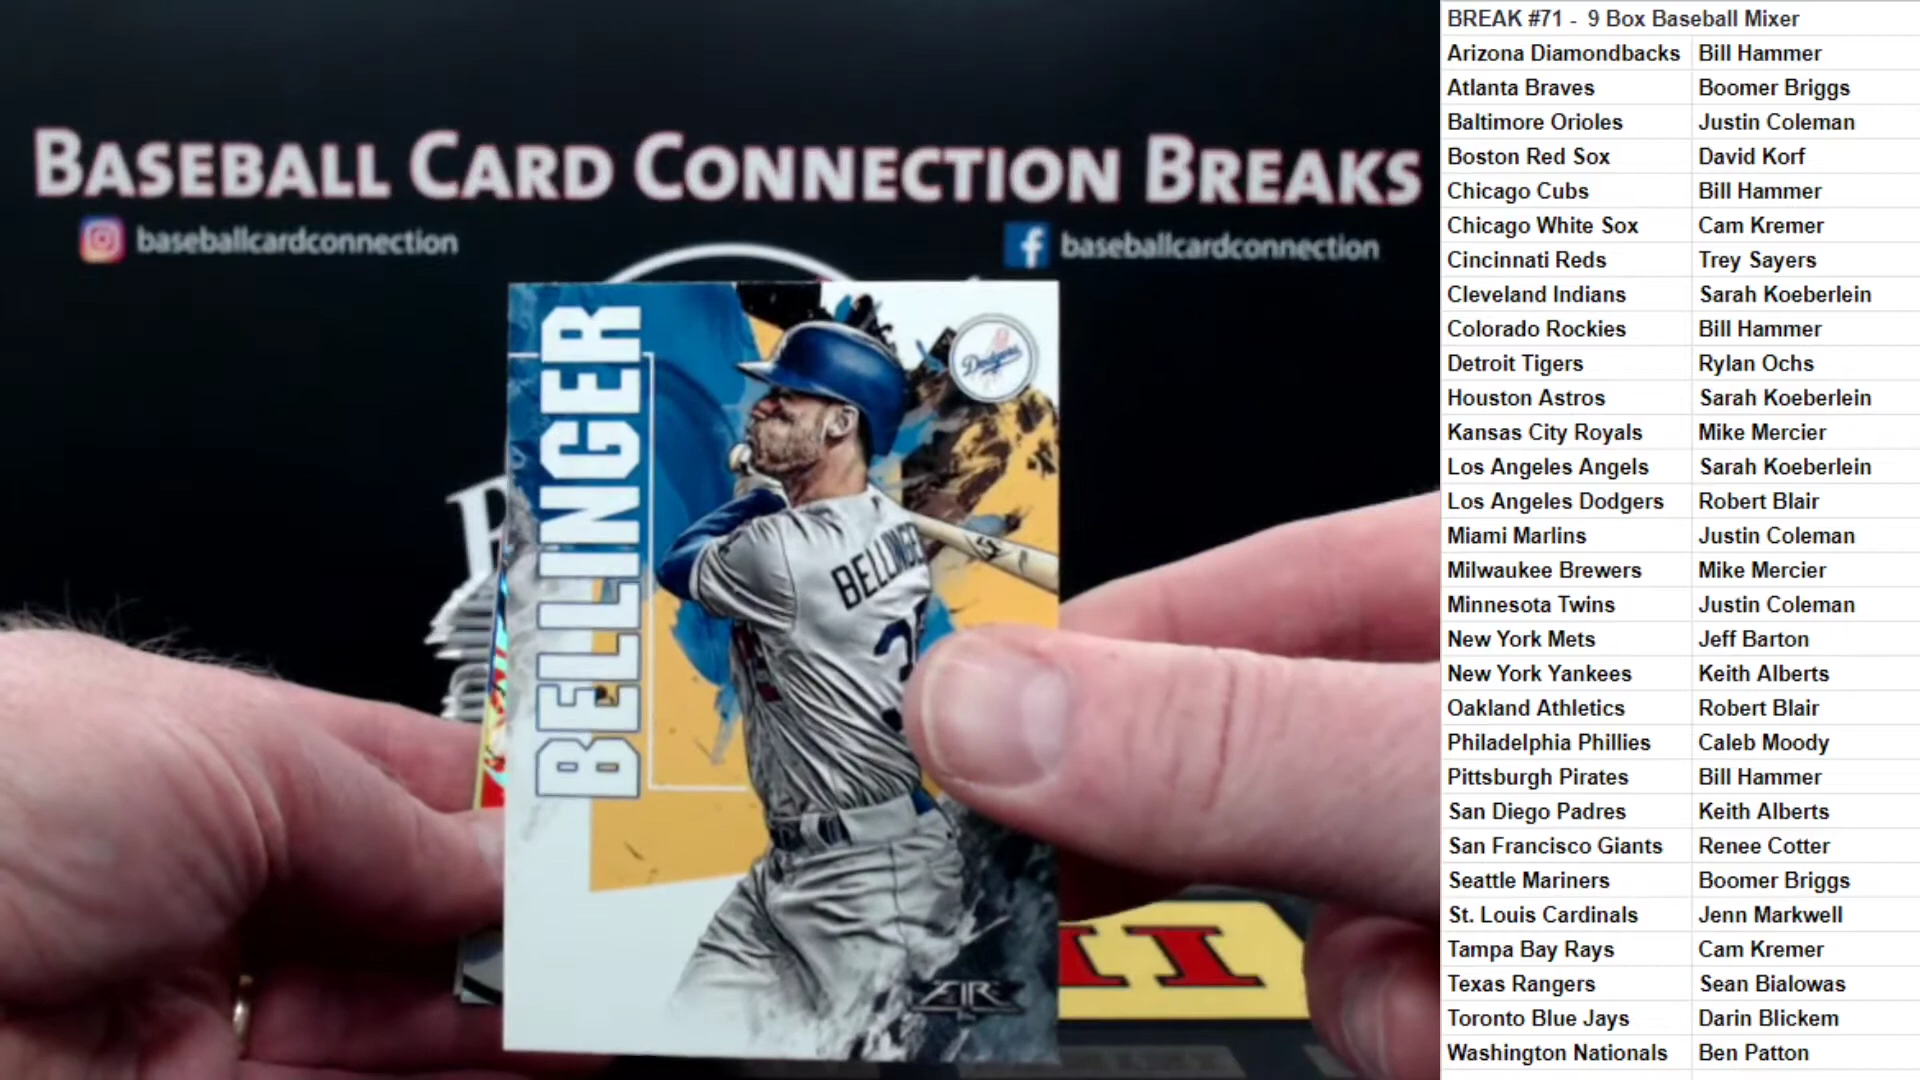 BASEBALL CARD CONNECTION BREAKS
baseballcardconnection
baseballcardconnection
BELLINGER
Dodgers
BELLINGE
3
FIRE
BREAK #71 - 9 Box Baseball Mixer
Arizona Diamondbacks Bill Hammer
Atlanta Braves Boomer Briggs
Baltimore Orioles Justin Coleman
Boston Red Sox David Korf
Chicago Cubs Bill Hammer
Chicago White Sox Cam Kremer
Cincinnati Reds Trey Sayers
Cleveland Indians Sarah Koeberlein
Colorado Rockies Bill Hammer
Detroit Tigers Rylan Ochs
Houston Astros Sarah Koeberlein
Kansas City Royals Mike Mercier
Los Angeles Angels Sarah Koeberlein
Los Angeles Dodgers Robert Blair
Miami Marlins Justin Coleman
Milwaukee Brewers Mike Mercier
Minnesota Twins Justin Coleman
New York Mets Jeff Barton
New York Yankees Keith Alberts
Oakland Athletics Robert Blair
Philadelphia Phillies Caleb Moody
Pittsburgh Pirates Bill Hammer
San Diego Padres Keith Alberts
San Francisco Giants Renee Cotter
Seattle Mariners Boomer Briggs
St. Louis Cardinals Jenn Markwell
Tampa Bay Rays Cam Kremer
Texas Rangers Sean Bialowas
Toronto Blue Jays Darin Blickem
Washington Nationals Ben Patton